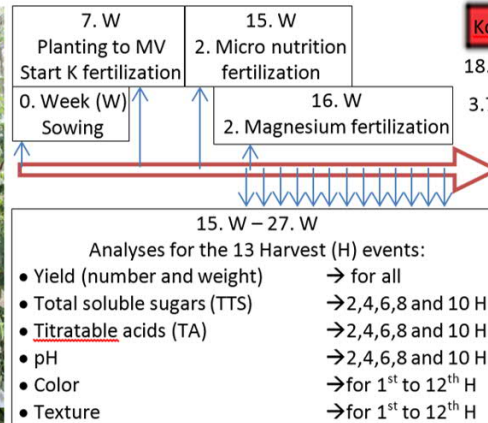 7. W
Planting to MV
Start K fertilization
15. W
2. Micro nutrition
fertilization
0. Week (W)
Sowing
16. W
2. Magnesium fertilization
18.
3.
15. W – 27. W
Analyses for the 13 Harvest (H) events:
• Yield (number and weight) → for all
• Total soluble sugars (TTS) →2,4,6,8 and 10 H
• Titratable acids (TA) →2,4,6,8 and 10 H
• pH →2,4,6,8 and 10 H
• Color →for 1st to 12th H
• Texture →for 1st to 12th H